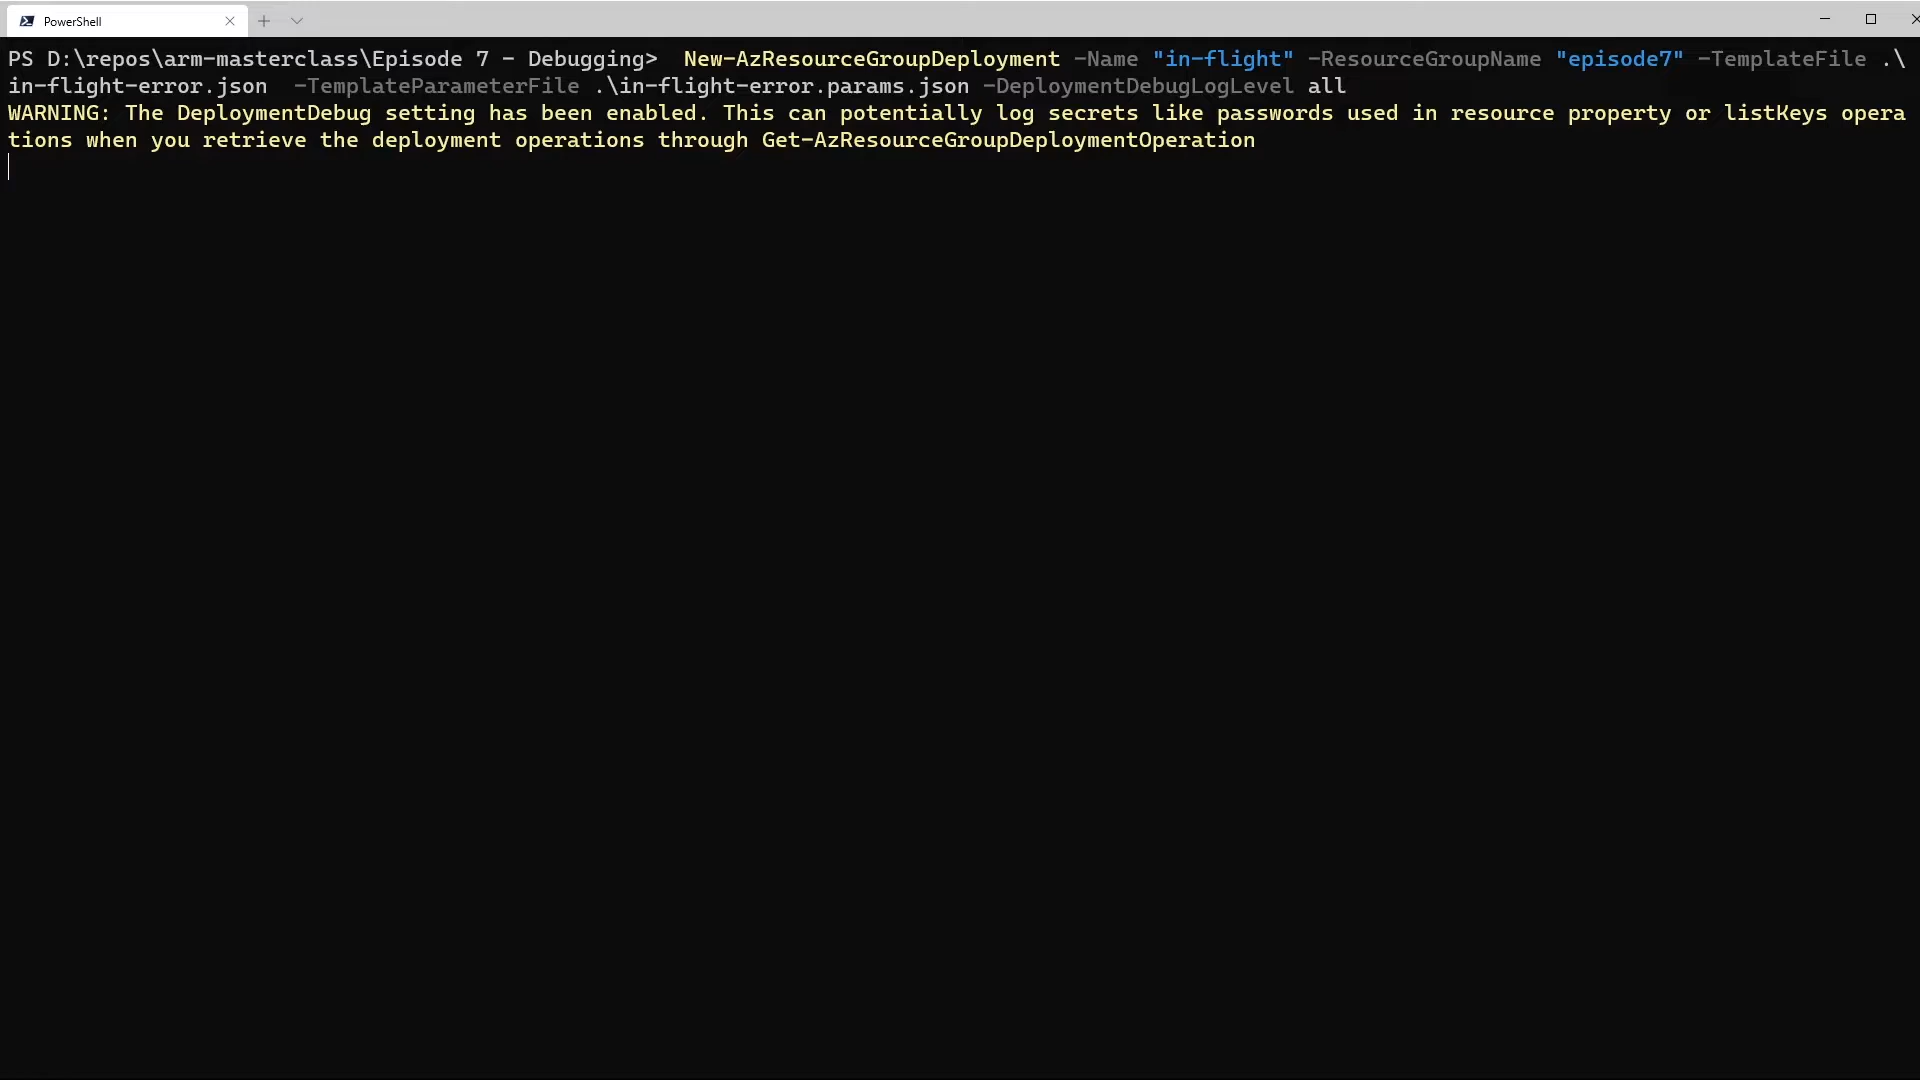 PowerShell
PS D:\repos\arm-masterclass\Episode 7 - Debugging>  New-AzResourceGroupDeployment -Name "in-flight" -ResourceGroupName "episode7" -TemplateFile .\
in-flight-error.json  -TemplateParameterFile .\in-flight-error.params.json -DeploymentDebugLogLevel all
WARNING: The DeploymentDebug setting has been enabled. This can potentially log secrets like passwords used in resource property or listKeys opera
tions when you retrieve the deployment operations through Get-AzResourceGroupDeploymentOperation